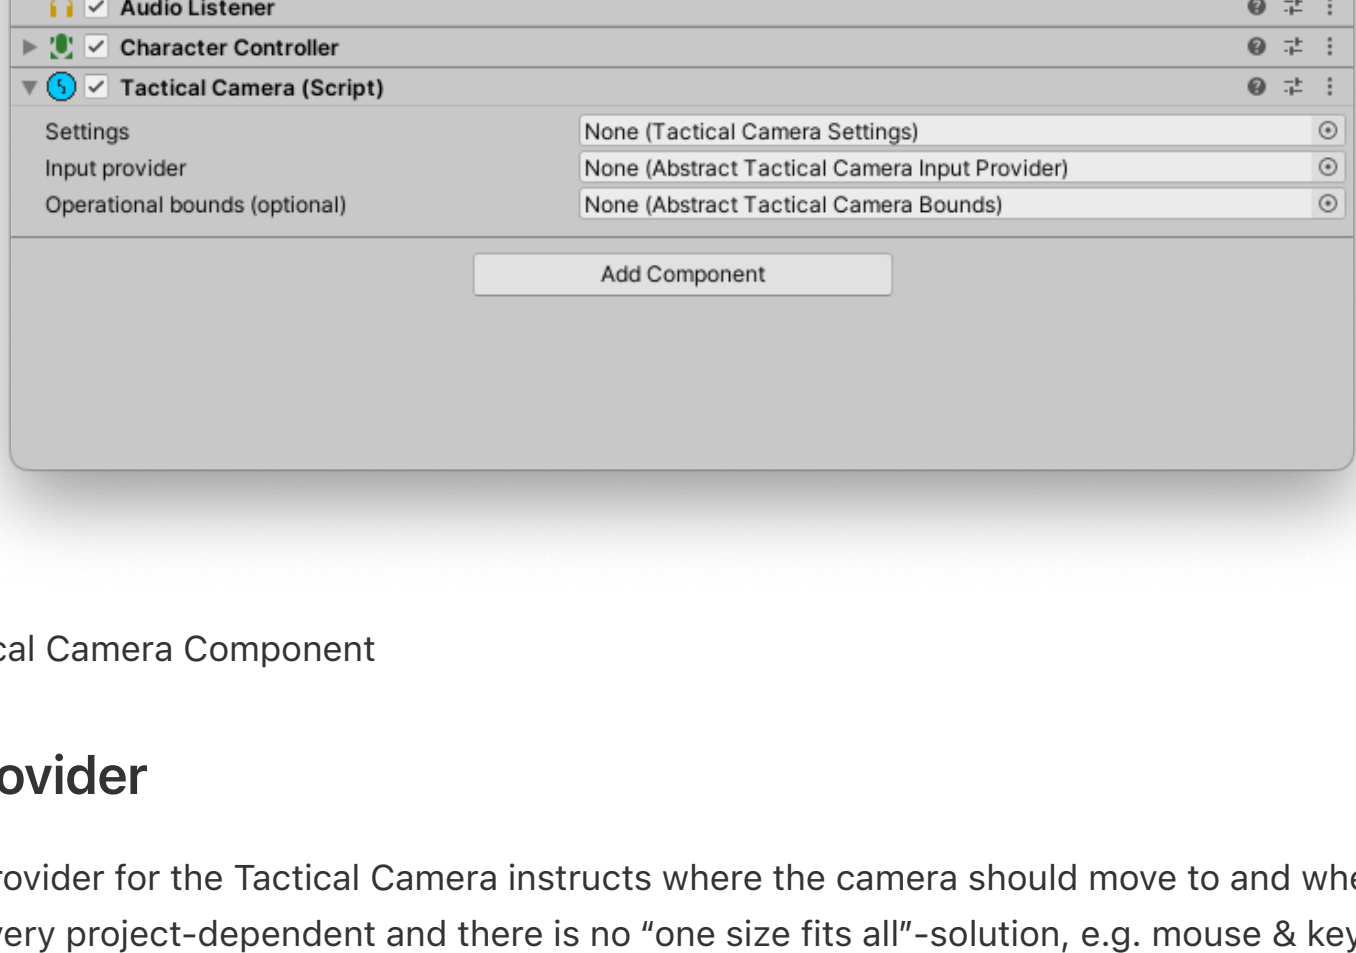 Audio Listener
Character Controller
Tactical Camera (Script)
Settings None (Tactical Camera Settings)
Input provider None (Abstract Tactical Camera Input Provider)
Operational bounds (optional) None (Abstract Tactical Camera Bounds)
Add Component
cal Camera Component
ovider
rovider for the Tactical Camera instructs where the camera should move to and whe
very project-dependent and there is no “one size fits all”-solution, e.g. mouse & key